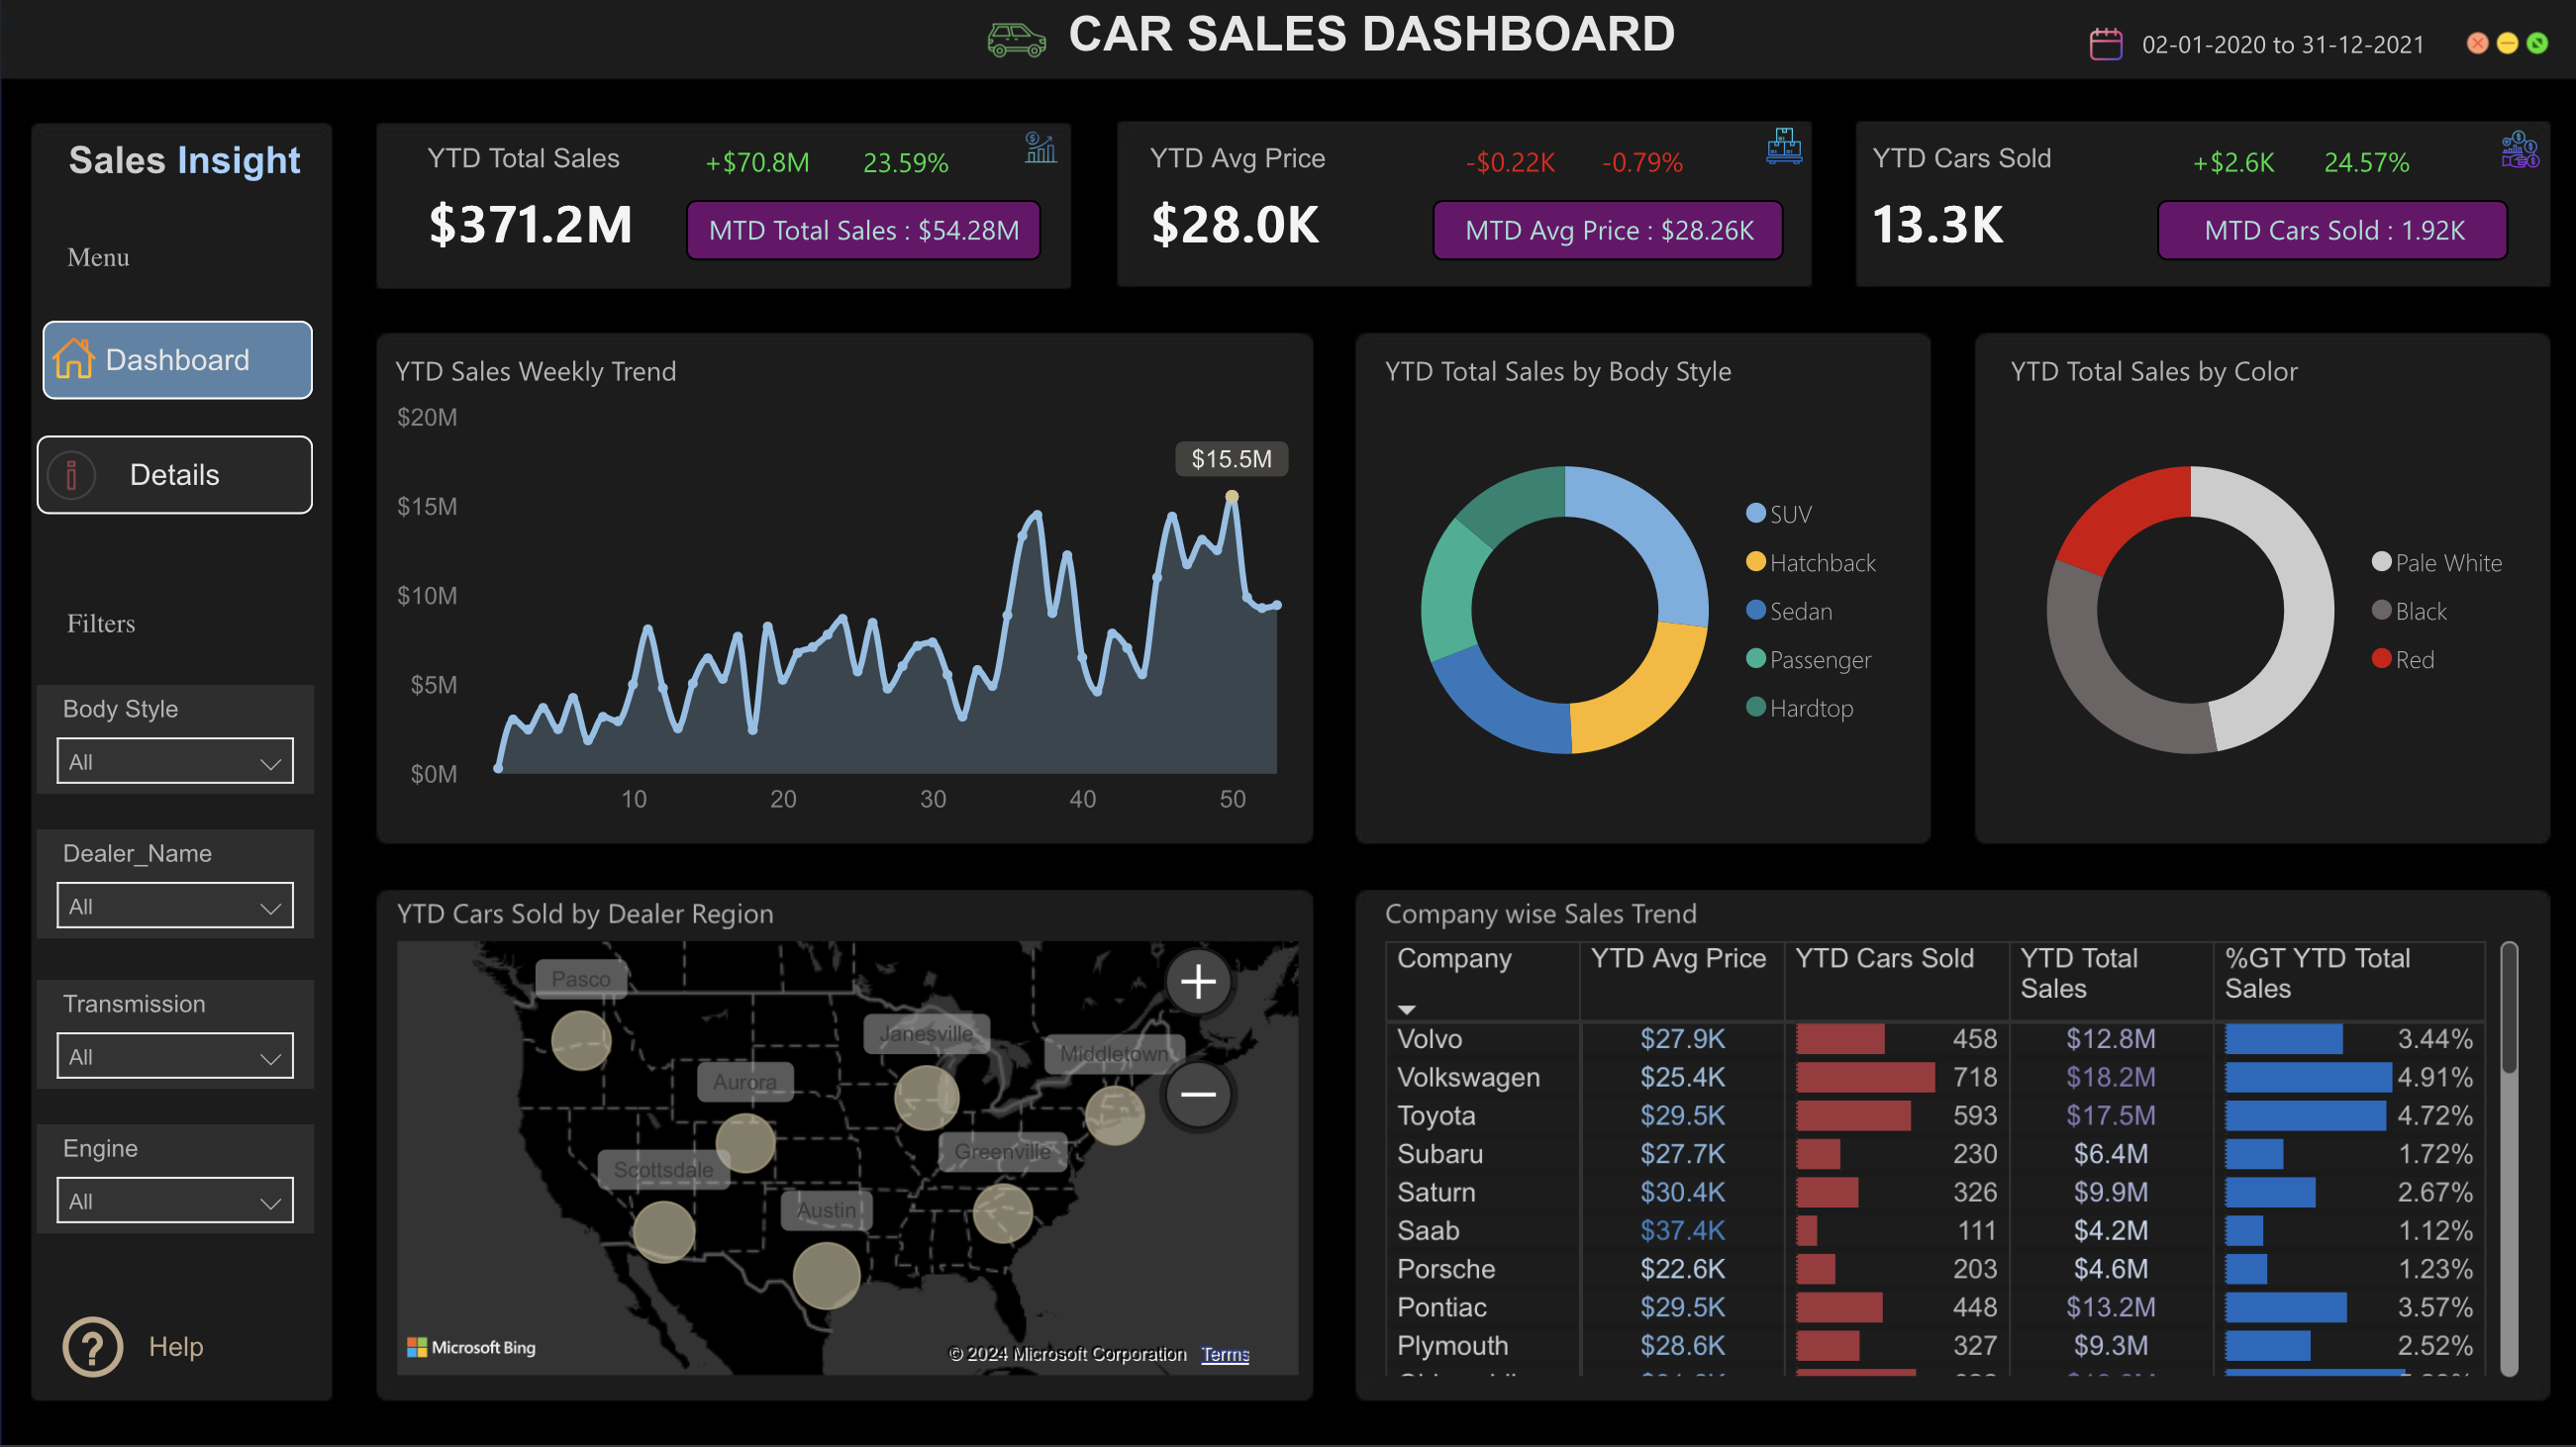 CAR SALES DASHBOARD
02-01-2020 to 31-12-2021
Sales Insight
Menu
Dashboard
Details
Filters
Body Style
All
Dealer_Name
All
Transmission
All
Engine
All
Help
YTD Total Sales
+$70.8M 23.59%
$371.2M
MTD Total Sales : $54.28M
YTD Avg Price
-$0.22K -0.79%
$28.0K
MTD Avg Price : $28.26K
YTD Cars Sold
+$2.6K 24.57%
13.3K
MTD Cars Sold : 1.92K
YTD Sales Weekly Trend
$20M
$15M
$10M
$5M
$0M
$15.5M
10 20 30 40 50
YTD Total Sales by Body Style
SUV
Hatchback
Sedan
Passenger
Hardtop
YTD Total Sales by Color
Pale White
Black
Red
YTD Cars Sold by Dealer Region
Pasco
Janesville
Middletown
Aurora
Greenville
Scottsdale
Austin
Microsoft Bing
© 2024 Microsoft Corporation Terms
Company wise Sales Trend
Company YTD Avg Price YTD Cars Sold YTD Total Sales %GT YTD Total Sales
Volvo $27.9K 458 $12.8M 3.44%
Volkswagen $25.4K 718 $18.2M 4.91%
Toyota $29.5K 593 $17.5M 4.72%
Subaru $27.7K 230 $6.4M 1.72%
Saturn $30.4K 326 $9.9M 2.67%
Saab $37.4K 111 $4.2M 1.12%
Porsche $22.6K 203 $4.6M 1.23%
Pontiac $29.5K 448 $13.2M 3.57%
Plymouth $28.6K 327 $9.3M 2.52%